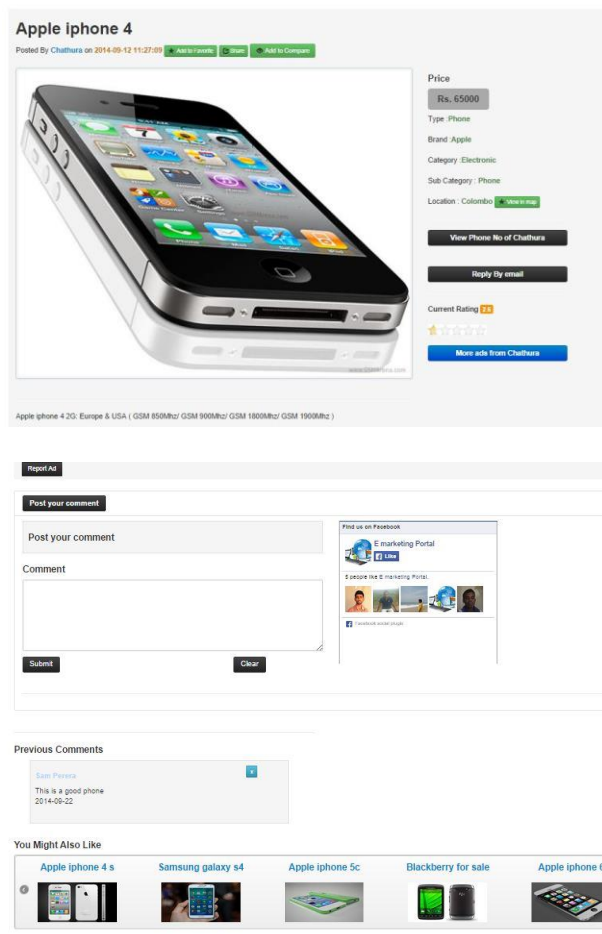 Apple iphone 4
Posted By Chathura on 2014-09-12 11:27:09 Add to Favorite Share Add to Compare
Price
Rs. 65000
Type :Phone
Brand :Apple
Category :Electronic
Sub Category : Phone
Location : Colombo View in map
View Phone No of Chathura
Reply By email
Current Rating
More ads from Chathura
Apple iphone 4 2G: Europe & USA ( GSM 850Mhz/ GSM 900Mhz/ GSM 1800Mhz/ GSM 1900Mhz )
Report Ad
Post your comment
Post your comment
Comment
Submit Clear
Find us on Facebook
E marketing Portal
Like
5 people like E marketing Portal.
Facebook social plugin
Previous Comments
Sam Perera
This is a good phone
2014-09-22
You Might Also Like
Apple iphone 4 s Samsung galaxy s4 Apple iphone 5c Blackberry for sale Apple iphone